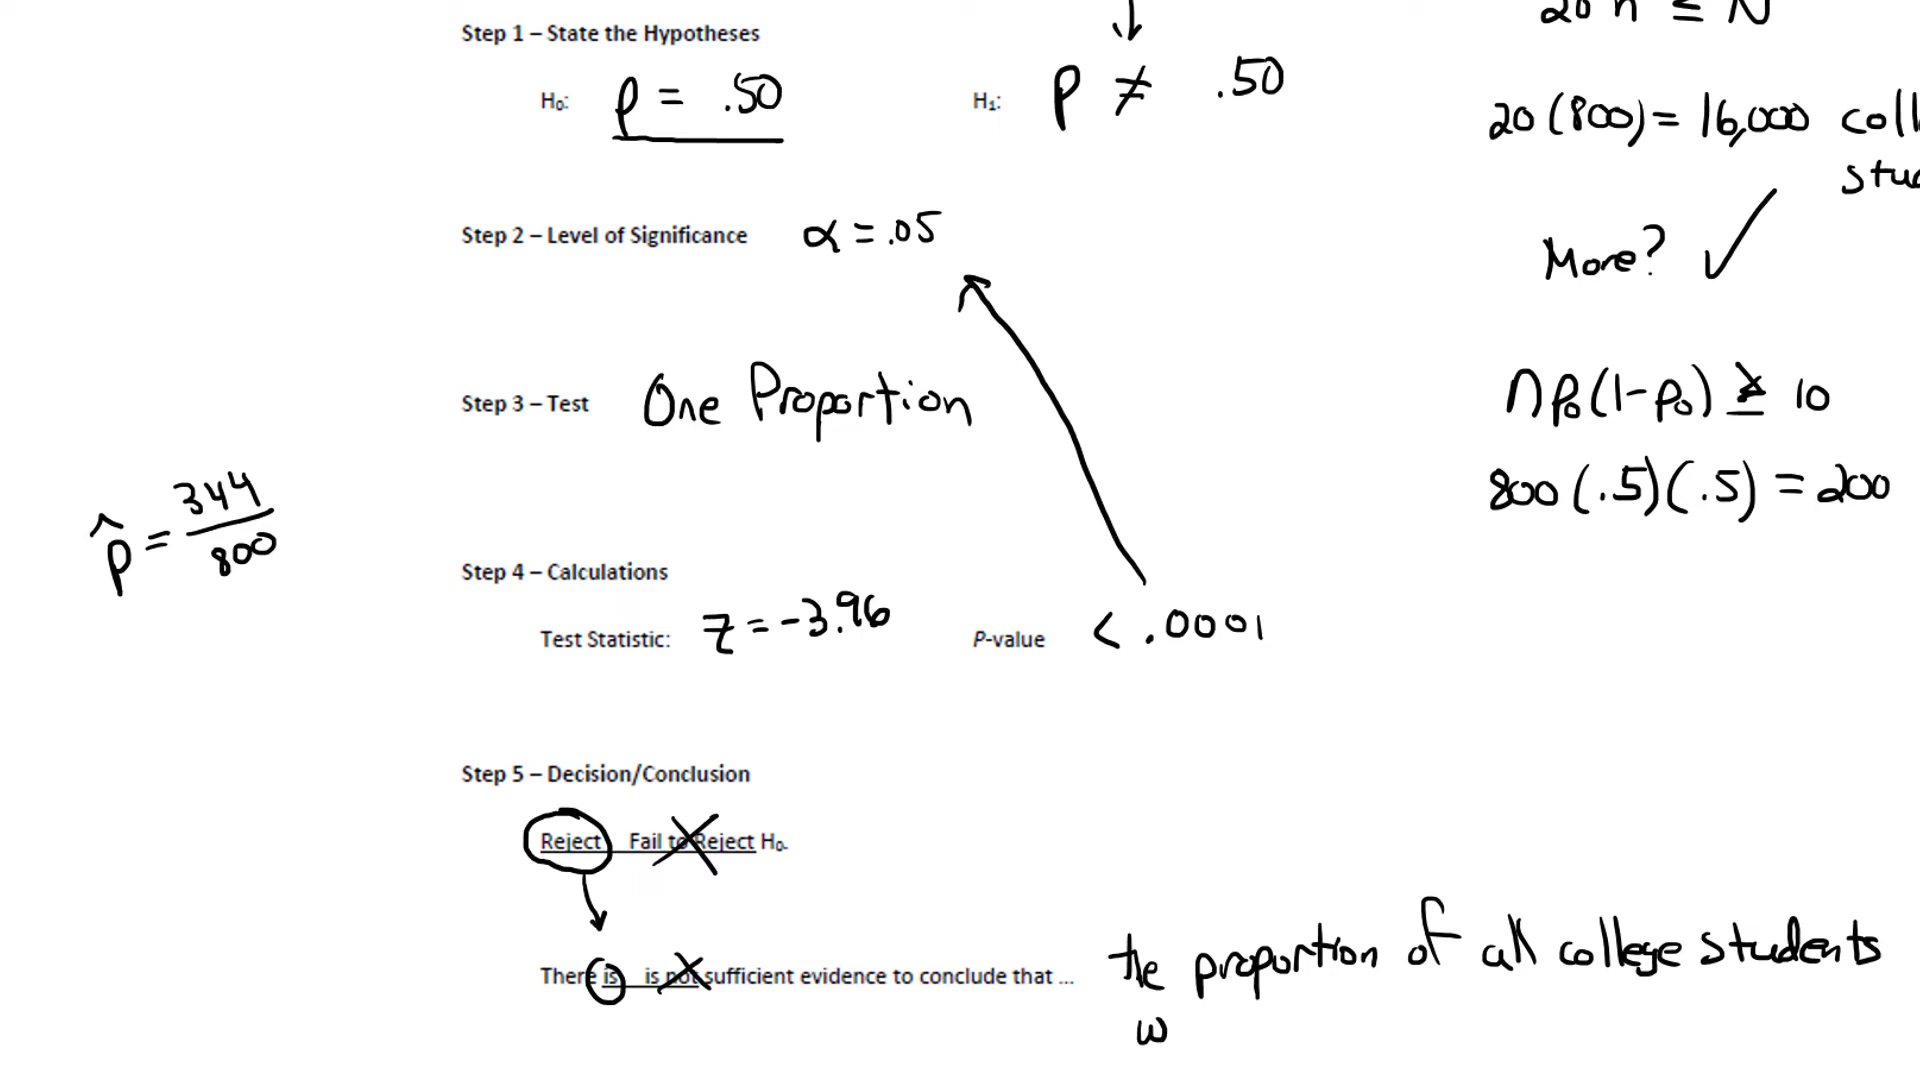 20 n ≤ N
Step 1 – State the Hypotheses
H₀: p = .50 H₁: p ≠ .50
20 (800) = 16,000 coll
stu
Step 2 – Level of Significance α = .05
More? ✓
Step 3 – Test One Proportion
n p₀(1-p₀) ≥ 10
800 (.5)(.5) = 200
p̂ = 344/800
Step 4 – Calculations
Test Statistic: z = -3.96 P-value < .0001
Step 5 – Decision/Conclusion
Reject Fail to Reject H₀.
There is is not sufficient evidence to conclude that ... the proportion of all college students
w